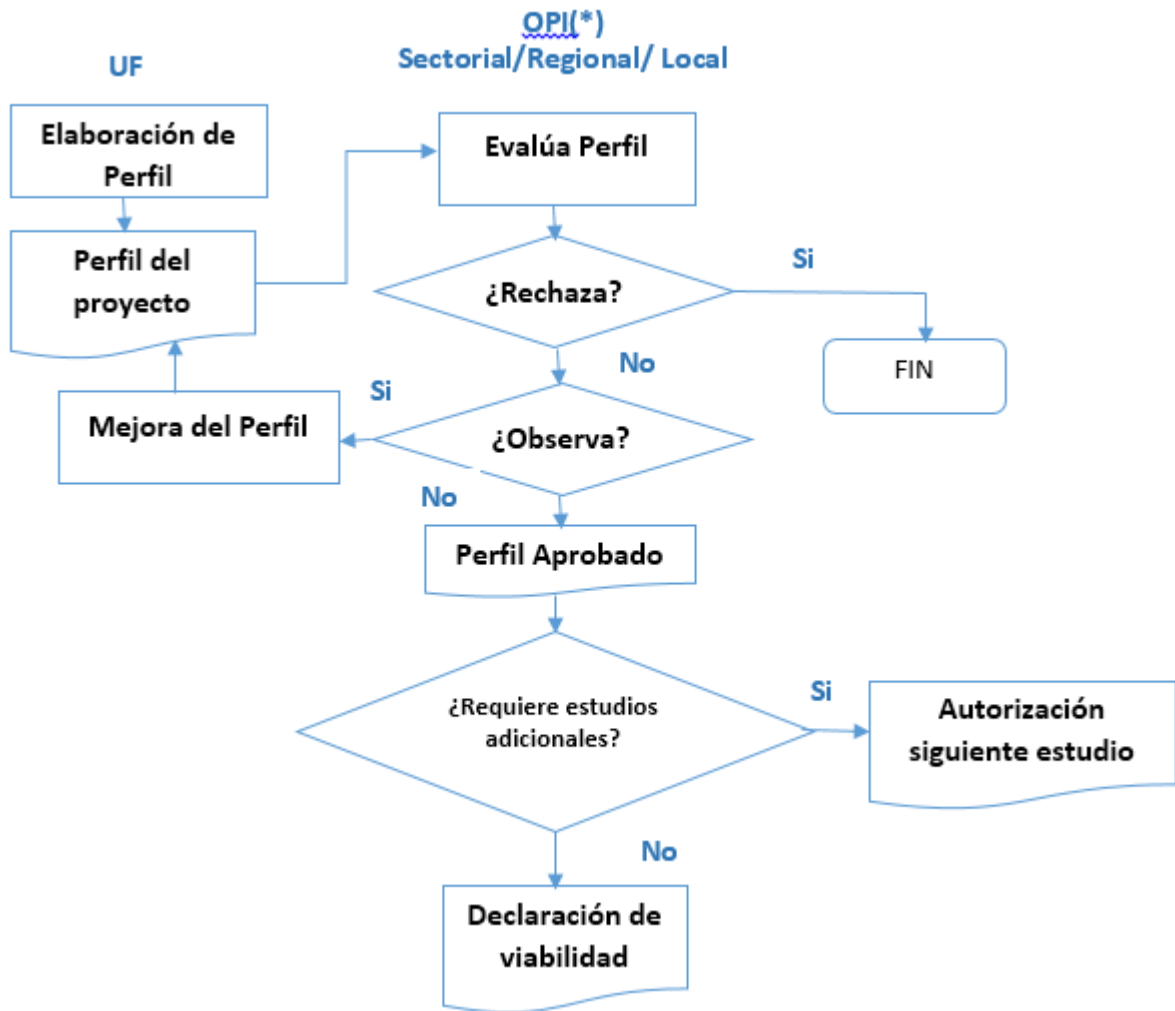 OPI(*)
Sectorial/Regional/ Local
UF
Elaboración de
Perfil
Evalúa Perfil
Perfil del
proyecto
Si
¿Rechaza?
FIN
No
Si
Mejora del Perfil
¿Observa?
No
Perfil Aprobado
¿Requiere estudios
adicionales?
Si
Autorización
siguiente estudio
No
Declaración de
viabilidad